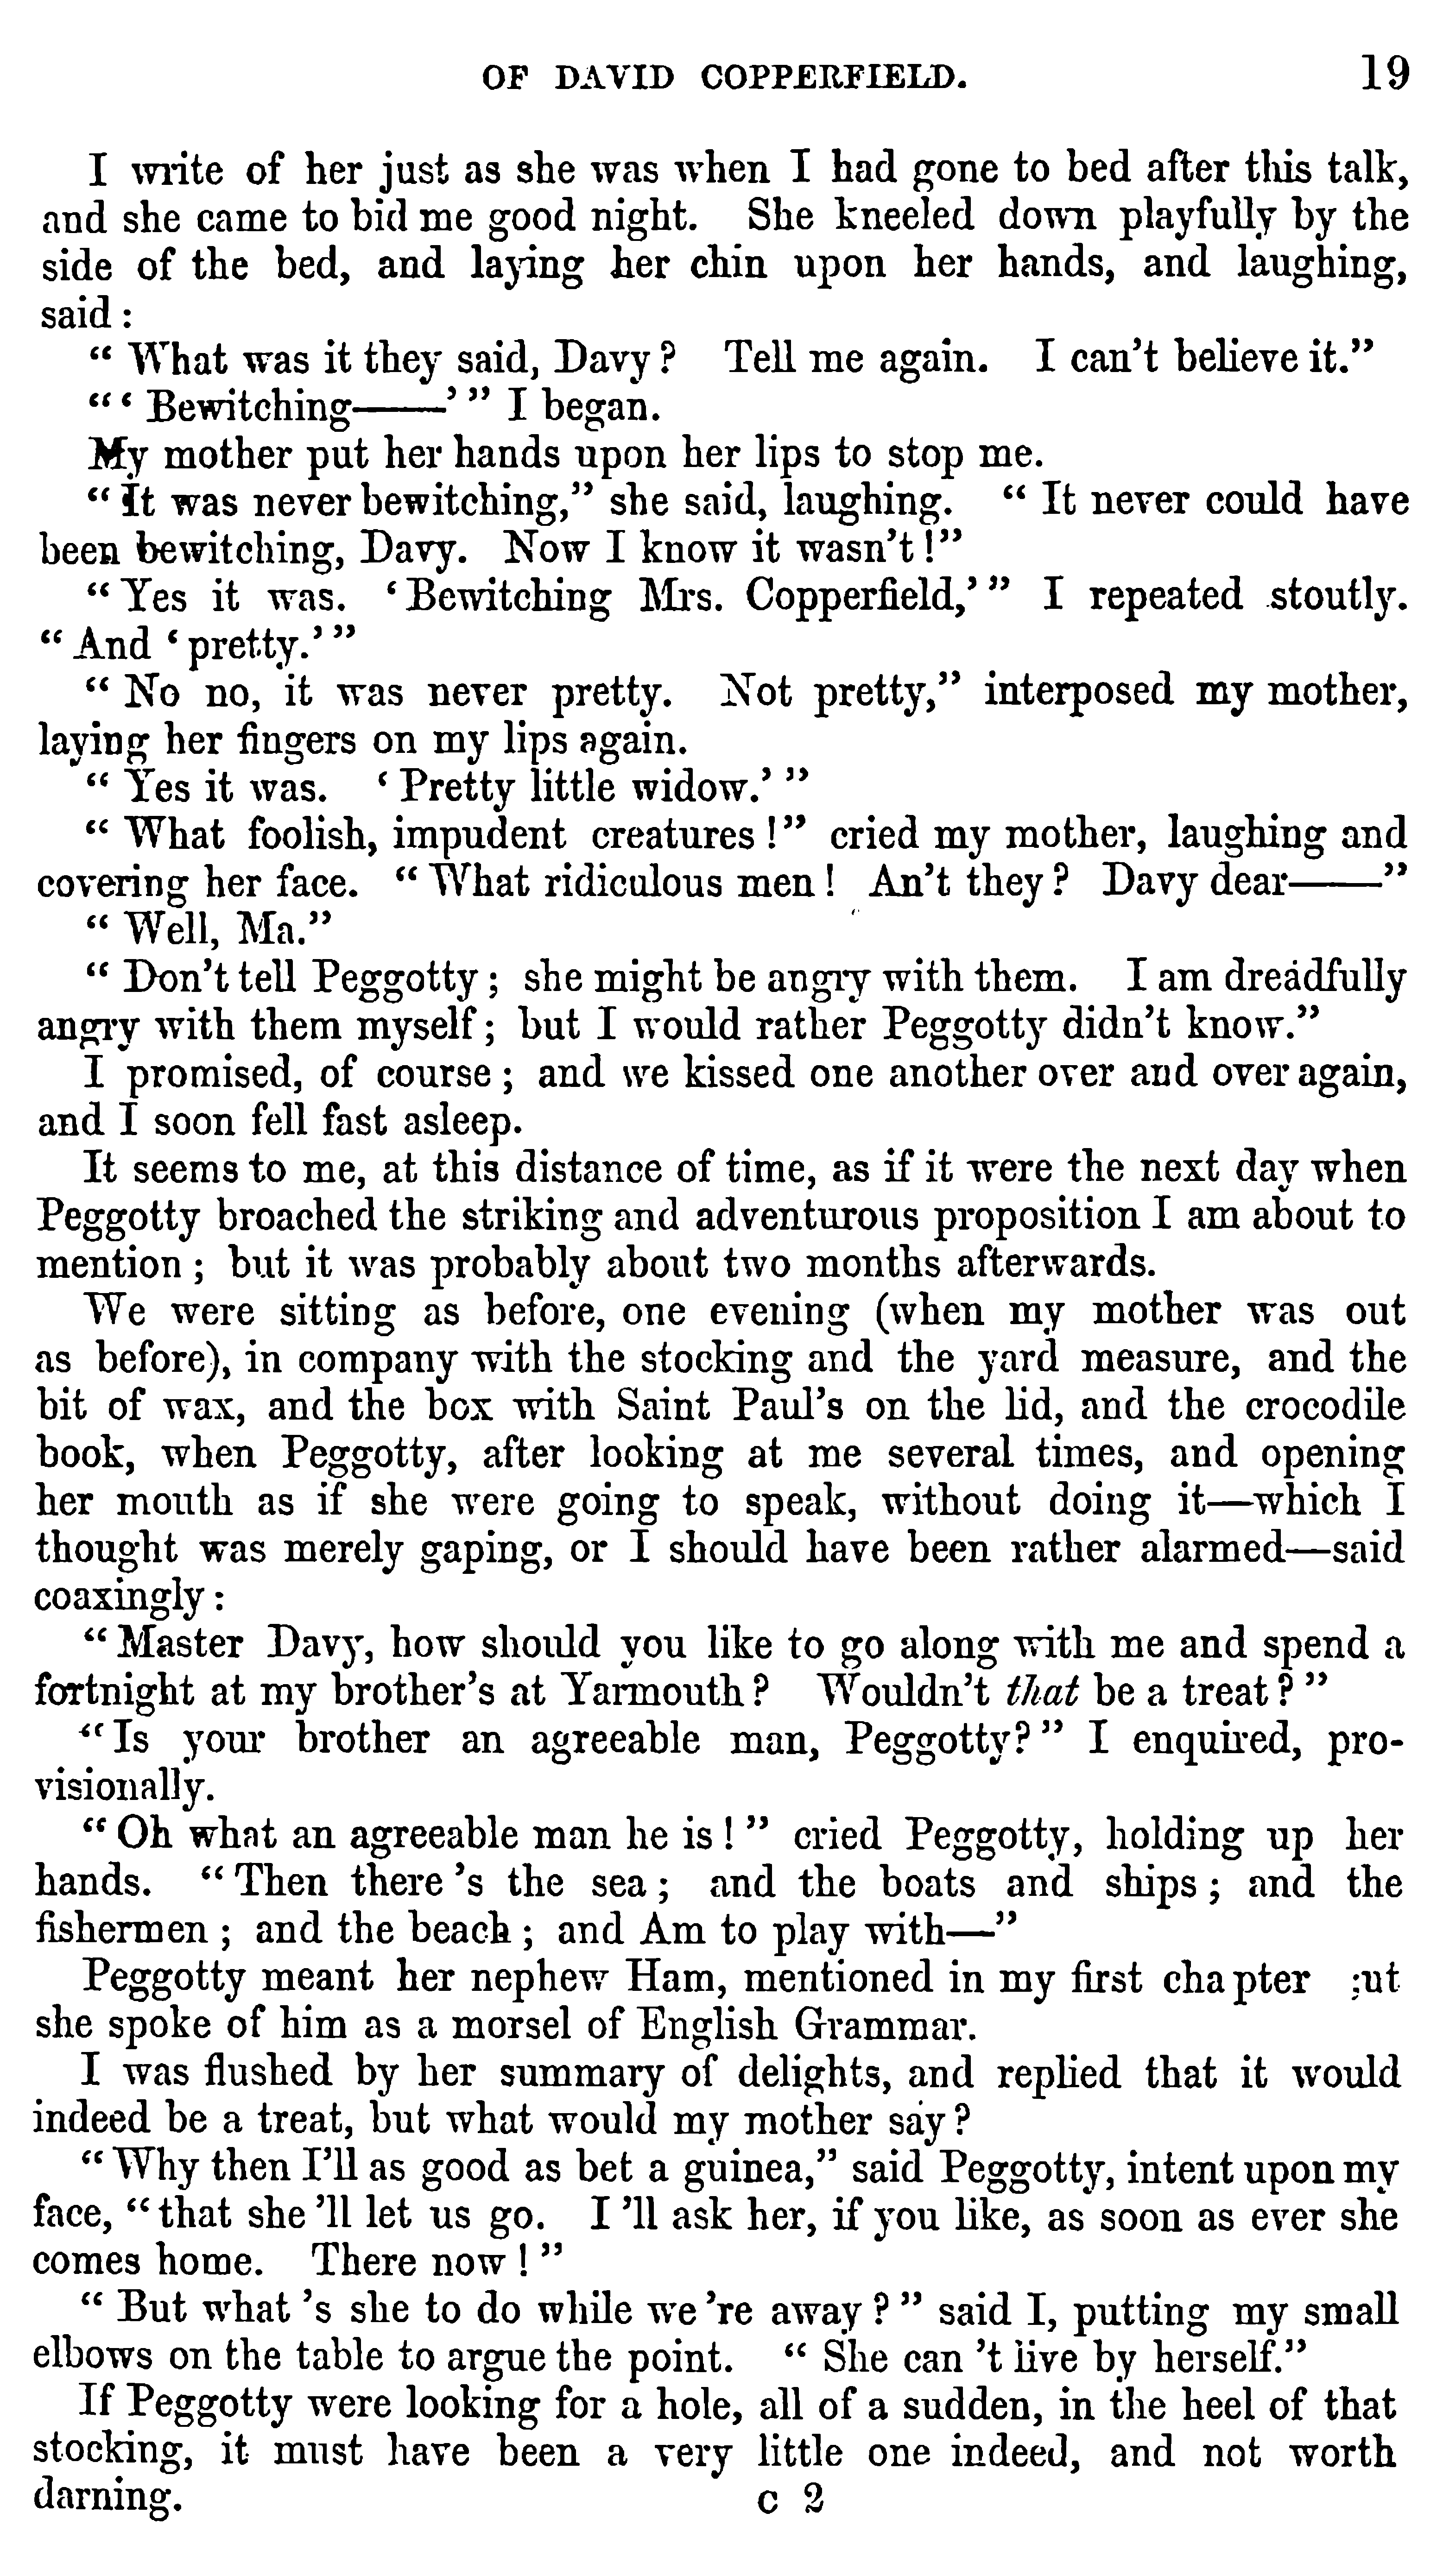 OF DAVID COPPERFIELD. 19
I write of her just as she was when I had gone to bed after this talk,
and she came to bid me good night. She kneeled down playfully by the
side of the bed, and laying her chin upon her hands, and laughing,
said:
“What was it they said, Davy? Tell me again. I can't believe it.”
“‘Bewitching——’” I began.
My mother put her hands upon her lips to stop me.
“It was never bewitching,” she said, laughing. “It never could have
been bewitching, Davy. Now I know it wasn't!”
“Yes it was. ‘Bewitching Mrs. Copperfield,’” I repeated stoutly.
“And ‘pretty.’”
“No no, it was never pretty. Not pretty,” interposed my mother,
laying her fingers on my lips again.
“Yes it was. ‘Pretty little widow.’”
“What foolish, impudent creatures!” cried my mother, laughing and
covering her face. “What ridiculous men! An't they? Davy dear——”
“Well, Ma.”
“Don't tell Peggotty; she might be angry with them. I am dreadfully
angry with them myself; but I would rather Peggotty didn't know.”
I promised, of course; and we kissed one another over and over again,
and I soon fell fast asleep.
It seems to me, at this distance of time, as if it were the next day when
Peggotty broached the striking and adventurous proposition I am about to
mention; but it was probably about two months afterwards.
We were sitting as before, one evening (when my mother was out
as before), in company with the stocking and the yard measure, and the
bit of wax, and the box with Saint Paul's on the lid, and the crocodile
book, when Peggotty, after looking at me several times, and opening
her mouth as if she were going to speak, without doing it—which I
thought was merely gaping, or I should have been rather alarmed—said
coaxingly:
“Master Davy, how should you like to go along with me and spend a
fortnight at my brother's at Yarmouth? Wouldn't that be a treat?”
“Is your brother an agreeable man, Peggotty?” I enquired, pro-
visionally.
“Oh what an agreeable man he is!” cried Peggotty, holding up her
hands. “Then there 's the sea; and the boats and ships; and the
fishermen; and the beach; and Am to play with—”
Peggotty meant her nephew Ham, mentioned in my first chapter ;ut
she spoke of him as a morsel of English Grammar.
I was flushed by her summary of delights, and replied that it would
indeed be a treat, but what would my mother say?
“Why then I'll as good as bet a guinea,” said Peggotty, intent upon my
face, “that she 'll let us go. I 'll ask her, if you like, as soon as ever she
comes home. There now!”
“But what 's she to do while we 're away?” said I, putting my small
elbows on the table to argue the point. “She can 't live by herself.”
If Peggotty were looking for a hole, all of a sudden, in the heel of that
stocking, it must have been a very little one indeed, and not worth
darning.
C 2